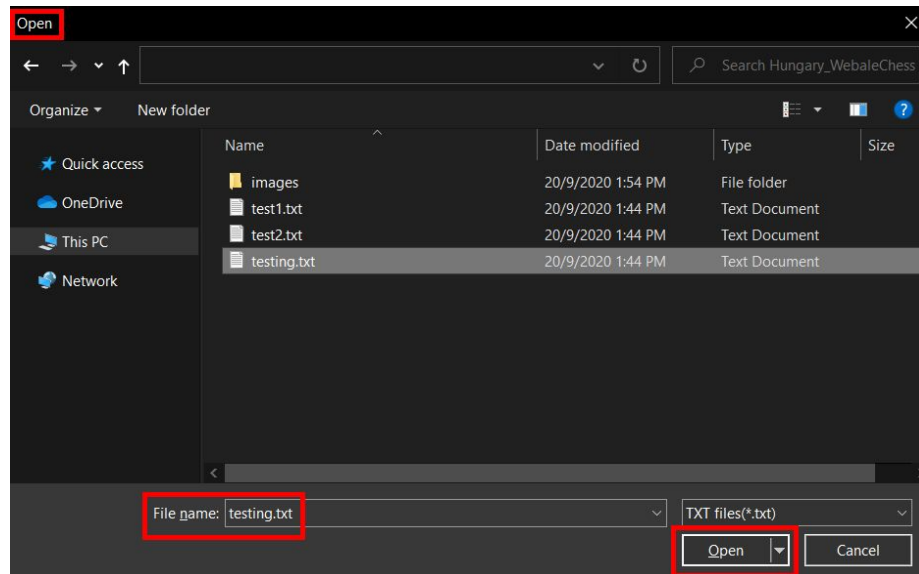 Open
Search Hungary_WebaleChess
Organize New folder
Name Date modified Type Size
Quick access
OneDrive
This PC
Network
images 20/9/2020 1:54 PM File folder
test1.txt 20/9/2020 1:44 PM Text Document
test2.txt 20/9/2020 1:44 PM Text Document
testing.txt 20/9/2020 1:44 PM Text Document
File name: testing.txt TXT files(*.txt)
Open Cancel